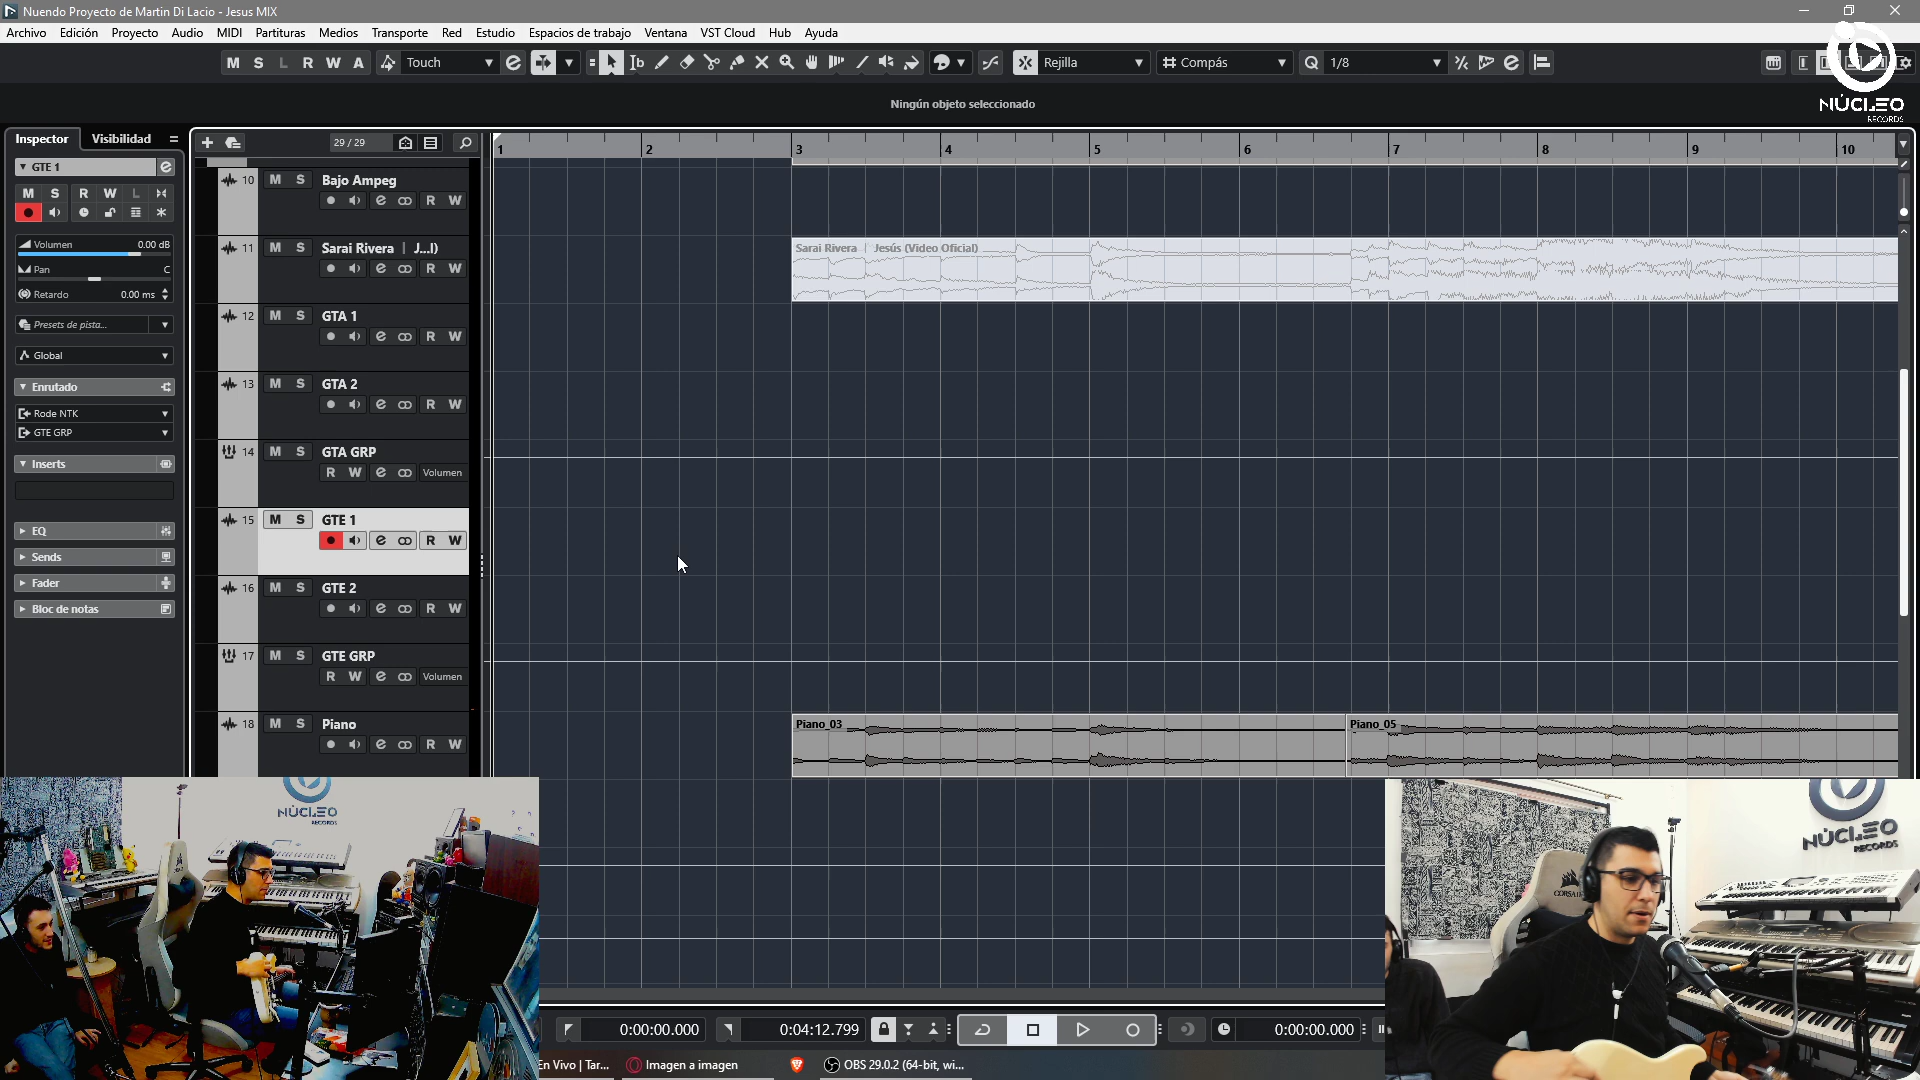 Nuendo Proyecto de Martin Di Lacio - Jesus MIX
Archivo Edición Proyecto Audio MIDI Partituras Medios Transporte Red Estudio Espacios de trabajo Ventana VST Cloud Hub Ayuda
M S L R W A Touch Rejilla Compás Q 1/8
NÚCLEO
RECORDS
Ningún objeto seleccionado
Inspector Visibilidad
29 / 29
1 2 3 4 5 6 7 8 9 10
GTE 1
M S R W L
Volumen 0.00 dB
Pan C
Retardo 0.00 ms
Presets de pista...
Global
Enrutado
Rode NTK
GTE GRP
Inserts
EQ
Sends
Fader
Bloc de notas
10 M S Bajo Ampeg
R W
11 M S Sarai Rivera | J...l)
R W
Sarai Rivera | Jesús (Video Oficial)
12 M S GTA 1
R W
13 M S GTA 2
R W
14 M S GTA GRP
R W Volumen
15 M S GTE 1
R W
16 M S GTE 2
R W
17 M S GTE GRP
R W Volumen
18 M S Piano
R W
Piano_03 Piano_05
NÚCLEO
RECORDS
NÚCLEO
RECORDS
CORSAIR
0:00:00.000 0:04:12.799 0:00:00.000
En Vivo | Tar... Imagen a imagen OBS 29.0.2 (64-bit, wi...